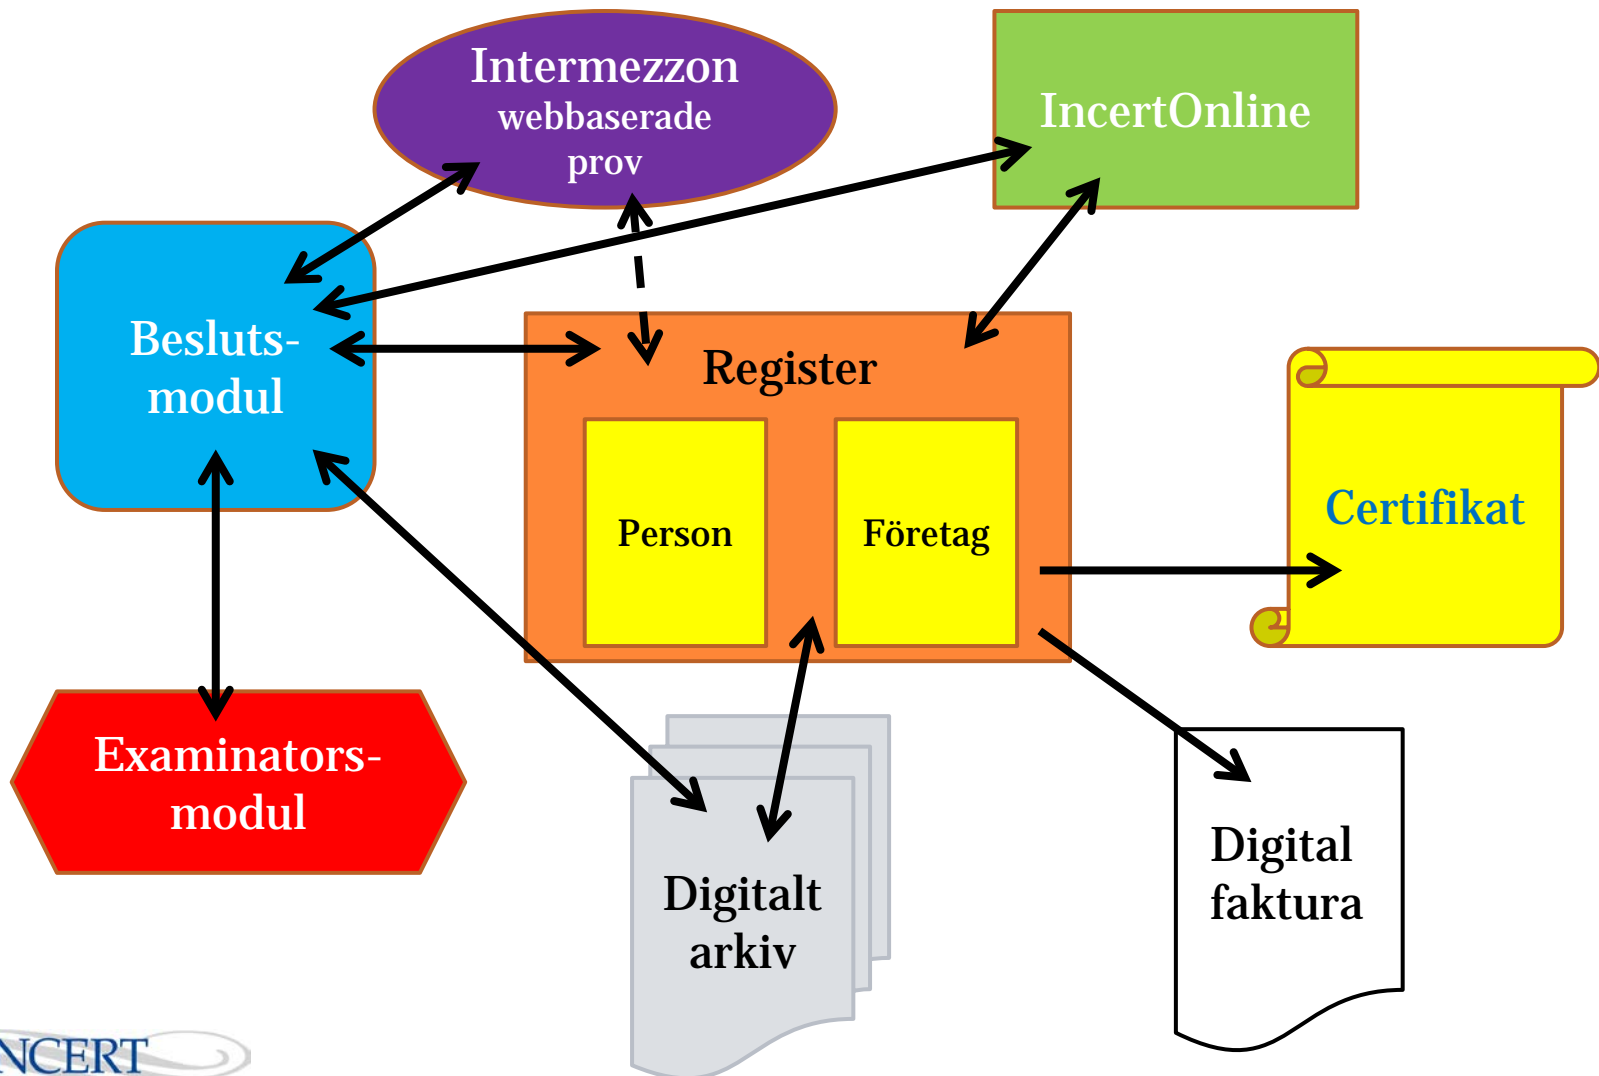 Intermezzon
webbaserade
prov
IncertOnline
Besluts-
modul
Register
Person
Företag
Certifikat
Examinators-
modul
Digitalt
arkiv
Digital
faktura
NCERT